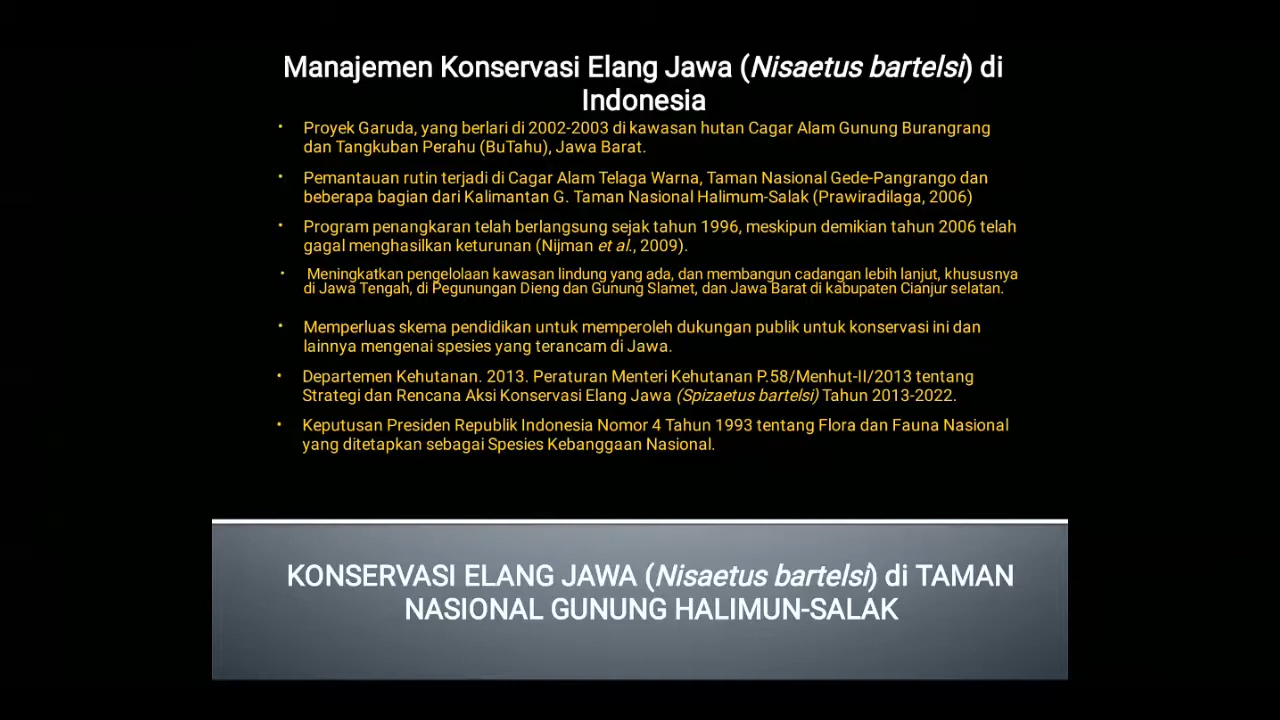 Manajemen Konservasi Elang Jawa (Nisaetus bartelsi) di
Indonesia
• Proyek Garuda, yang berlari di 2002-2003 di kawasan hutan Cagar Alam Gunung Burangrang
dan Tangkuban Perahu (BuTahu), Jawa Barat.
• Pemantauan rutin terjadi di Cagar Alam Telaga Warna, Taman Nasional Gede-Pangrango dan
beberapa bagian dari Kalimantan G. Taman Nasional Halimum-Salak (Prawiradilaga, 2006)
• Program penangkaran telah berlangsung sejak tahun 1996, meskipun demikian tahun 2006 telah
gagal menghasilkan keturunan (Nijman et al., 2009).
• Meningkatkan pengelolaan kawasan lindung yang ada, dan membangun cadangan lebih lanjut, khususnya
di Jawa Tengah, di Pegunungan Dieng dan Gunung Slamet, dan Jawa Barat di kabupaten Cianjur selatan.
• Memperluas skema pendidikan untuk memperoleh dukungan publik untuk konservasi ini dan
lainnya mengenai spesies yang terancam di Jawa.
• Departemen Kehutanan. 2013. Peraturan Menteri Kehutanan P.58/Menhut-II/2013 tentang
Strategi dan Rencana Aksi Konservasi Elang Jawa (Spizaetus bartelsi) Tahun 2013-2022.
• Keputusan Presiden Republik Indonesia Nomor 4 Tahun 1993 tentang Flora dan Fauna Nasional
yang ditetapkan sebagai Spesies Kebanggaan Nasional.
KONSERVASI ELANG JAWA (Nisaetus bartelsi) di TAMAN
NASIONAL GUNUNG HALIMUN-SALAK